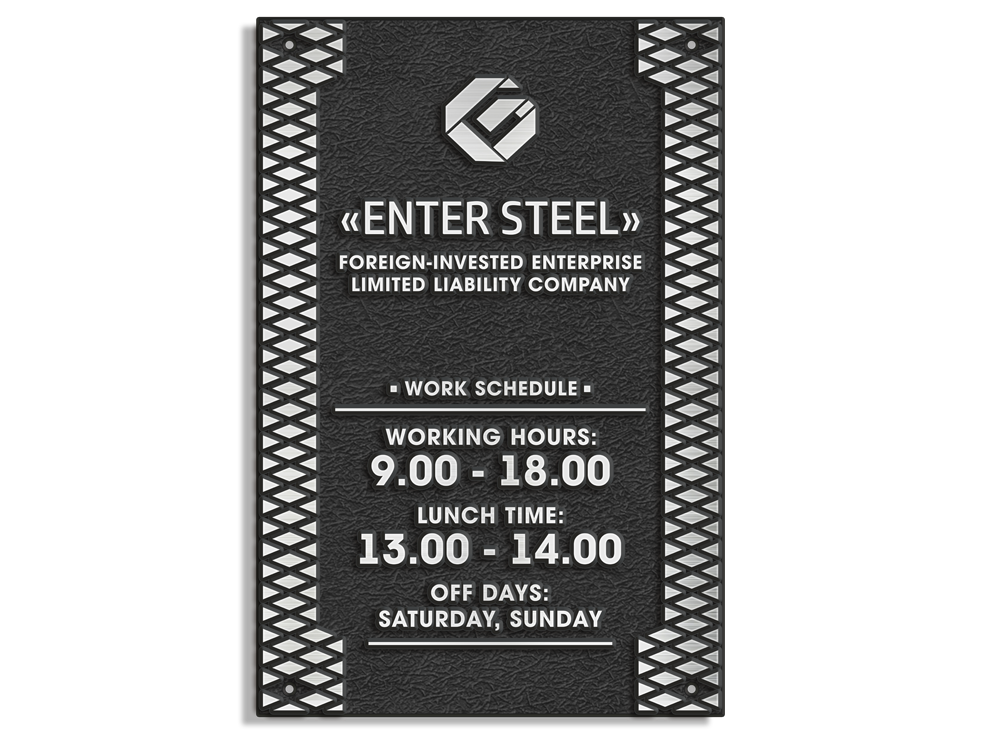 «ENTER STEEL»
FOREIGN-INVESTED ENTERPRISE
LIMITED LIABILITY COMPANY
▪ WORK SCHEDULE ▪
WORKING HOURS:
9.00 - 18.00
LUNCH TIME:
13.00 - 14.00
OFF DAYS:
SATURDAY, SUNDAY